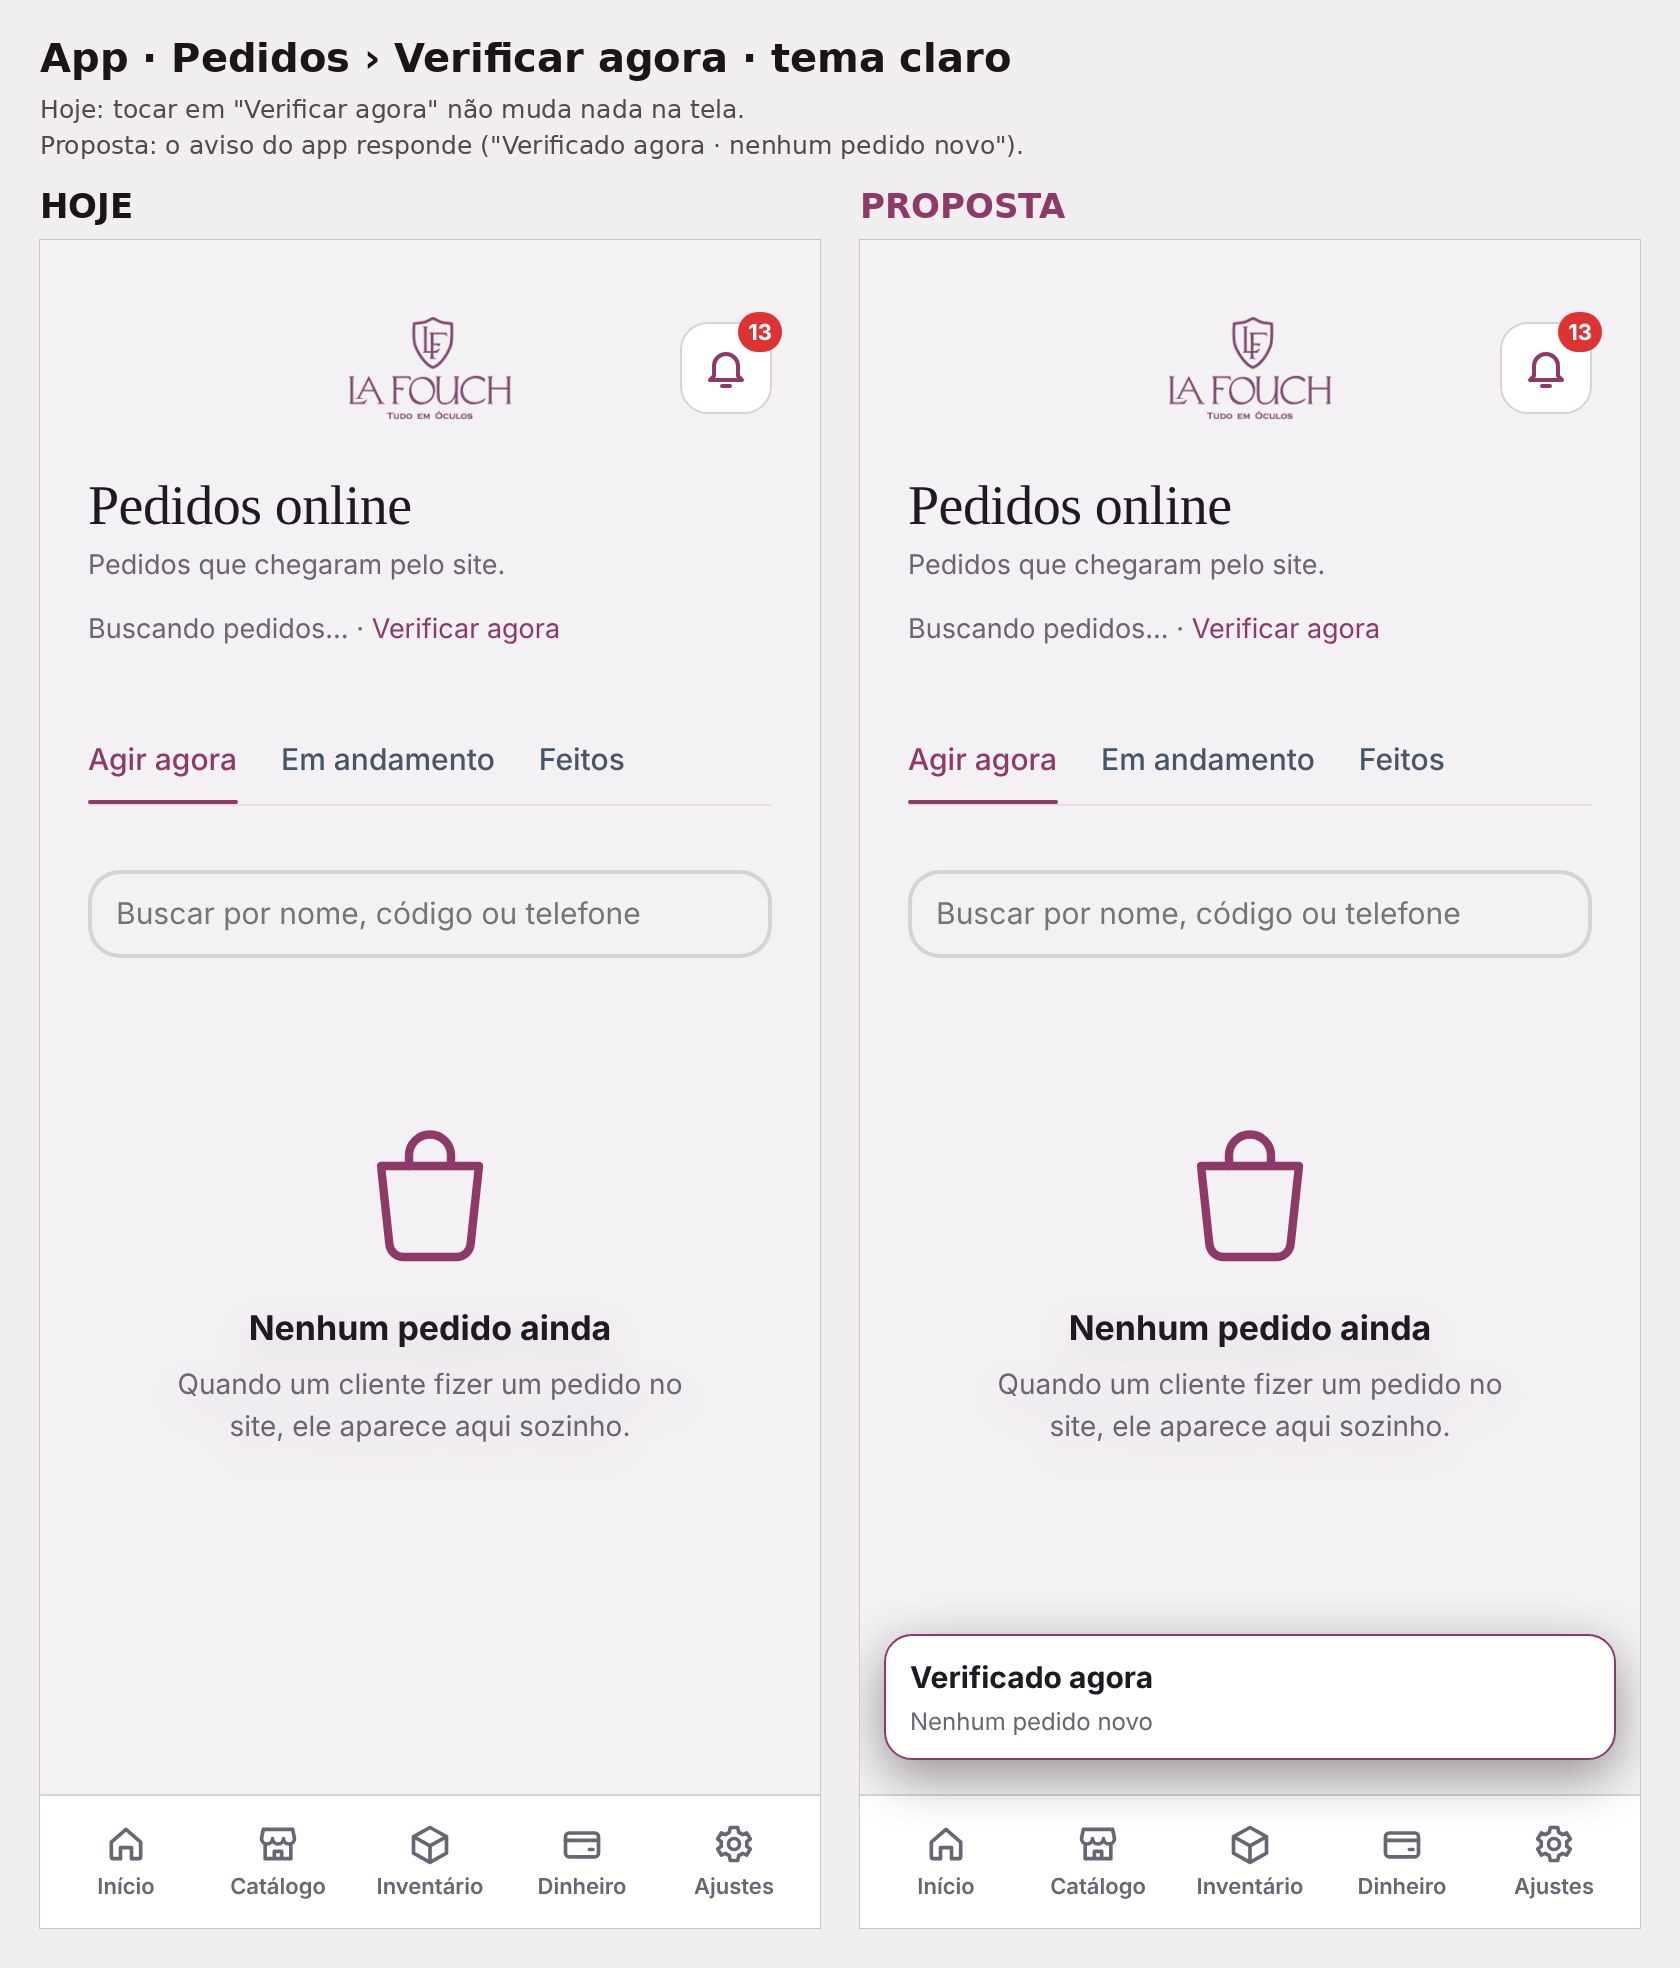 App · Pedidos › Verificar agora · tema claro
Hoje: tocar em "Verificar agora" não muda nada na tela.
Proposta: o aviso do app responde ("Verificado agora · nenhum pedido novo").
HOJE
LF
LA FOUCH
TUDO EM ÓCULOS
13
Pedidos online
Pedidos que chegaram pelo site.
Buscando pedidos... · Verificar agora
Agir agora
Em andamento
Feitos
Buscar por nome, código ou telefone
Nenhum pedido ainda
Quando um cliente fizer um pedido no
site, ele aparece aqui sozinho.
Início
Catálogo
Inventário
Dinheiro
Ajustes
PROPOSTA
LF
LA FOUCH
TUDO EM ÓCULOS
13
Pedidos online
Pedidos que chegaram pelo site.
Buscando pedidos... · Verificar agora
Agir agora
Em andamento
Feitos
Buscar por nome, código ou telefone
Nenhum pedido ainda
Quando um cliente fizer um pedido no
site, ele aparece aqui sozinho.
Verificado agora
Nenhum pedido novo
Início
Catálogo
Inventário
Dinheiro
Ajustes